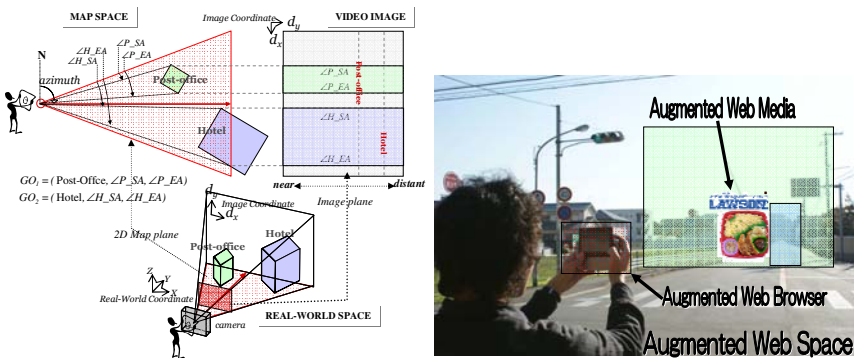 MAP SPACE
Image Coordinate
d_y
d_x
VIDEO IMAGE
N
azimuth
∠H_EA
∠H_SA
∠P_SA
∠P_EA
Post-office
Hotel
∠P_SA
∠P_EA
Post-office
∠H_SA
Hotel
∠H_EA
near
distant
Image plane
GO₁ = ( Post-Offce, ∠P_SA, ∠P_EA)
GO₂ = ( Hotel, ∠H_SA, ∠H_EA)
d_y
Image Coordinate
d_x
2D Map plane
Post-office
Hotel
Z
Y
X
Real-World Coordinate
camera
REAL-WORLD SPACE
Augmented Web Media
LAWSON
Augmented Web Browser
Augmented Web Space